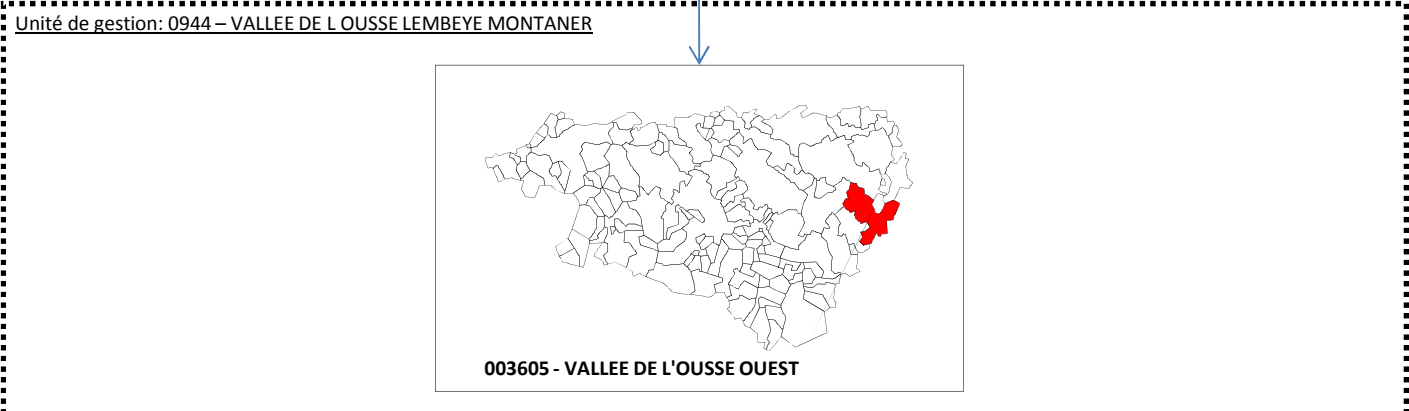 Unité de gestion: 0944 – VALLEE DE L OUSSE LEMBEYE MONTANER
003605 - VALLEE DE L'OUSSE OUEST